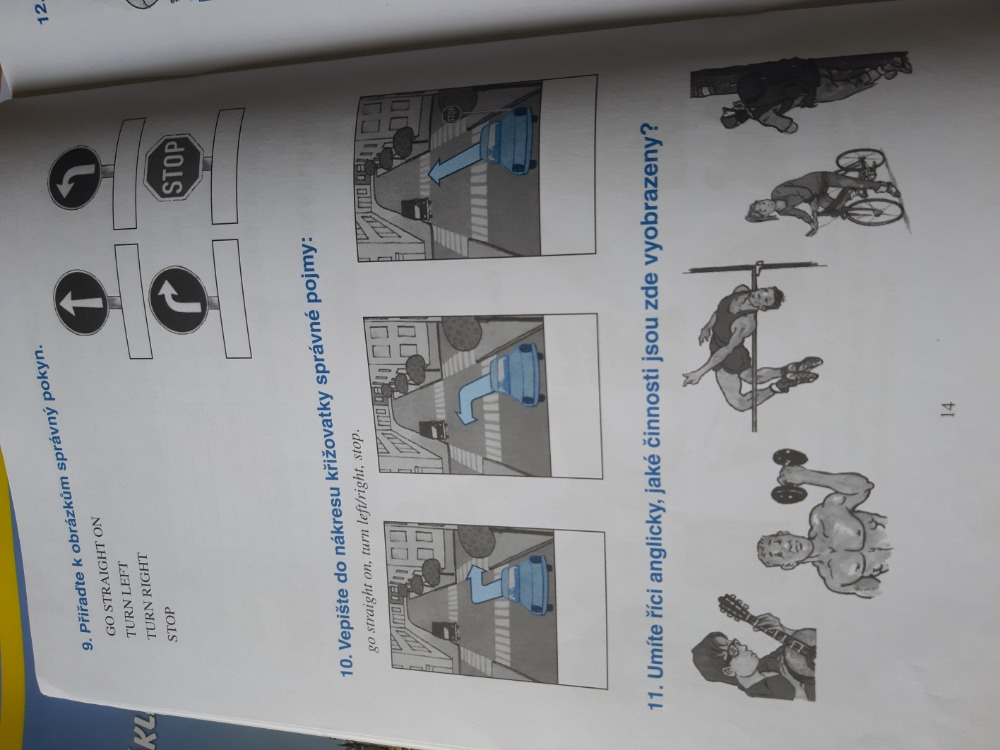 12.
9. Přiřaďte k obrázkům správný pokyn.
GO STRAIGHT ON
TURN LEFT
TURN RIGHT
STOP
STOP
10. Vepište do nákresu křižovatky správné pojmy:
go straight on, turn left/right, stop.
STOP
11. Umíte říci anglicky, jaké činnosti jsou zde vyobrazeny?
14